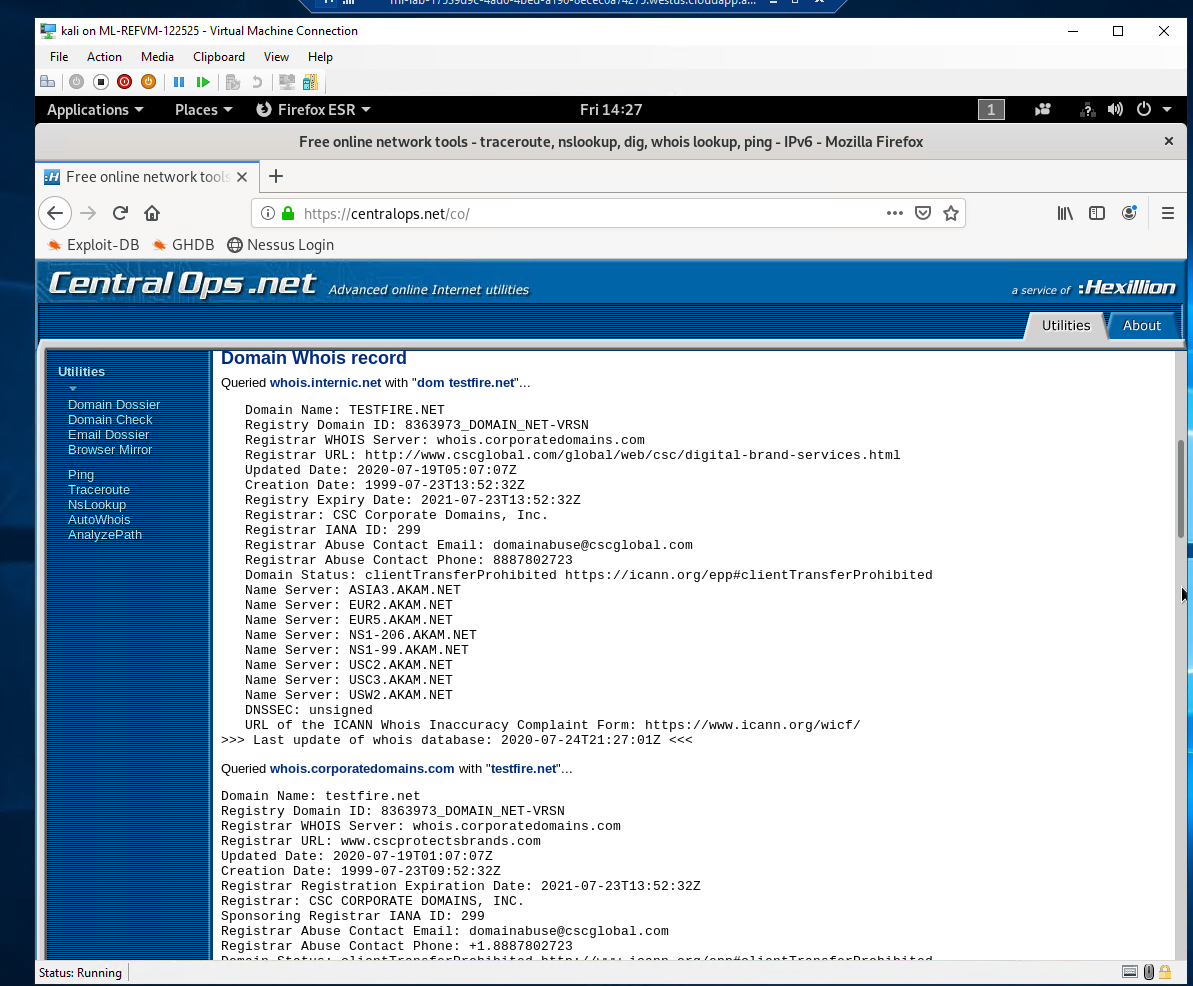 kali on ML-REFVM-122525 - Virtual Machine Connection
File Action Media Clipboard View Help
Applications Places Firefox ESR Fri 14:27 1
Free online network tools - traceroute, nslookup, dig, whois lookup, ping - IPv6 - Mozilla Firefox
Free online network tools
https://centralops.net/co/
Exploit-DB GHDB Nessus Login
Central Ops .net Advanced online Internet utilities a service of :Hexillion
Utilities About
Utilities
Domain Dossier
Domain Check
Email Dossier
Browser Mirror
Ping
Traceroute
NsLookup
AutoWhois
AnalyzePath
Domain Whois record
Queried whois.internic.net with "dom testfire.net"...
Domain Name: TESTFIRE.NET
Registry Domain ID: 8363973_DOMAIN_NET-VRSN
Registrar WHOIS Server: whois.corporatedomains.com
Registrar URL: http://www.cscglobal.com/global/web/csc/digital-brand-services.html
Updated Date: 2020-07-19T05:07:07Z
Creation Date: 1999-07-23T13:52:32Z
Registry Expiry Date: 2021-07-23T13:52:32Z
Registrar: CSC Corporate Domains, Inc.
Registrar IANA ID: 299
Registrar Abuse Contact Email: domainabuse@cscglobal.com
Registrar Abuse Contact Phone: 8887802723
Domain Status: clientTransferProhibited https://icann.org/epp#clientTransferProhibited
Name Server: ASIA3.AKAM.NET
Name Server: EUR2.AKAM.NET
Name Server: EUR5.AKAM.NET
Name Server: NS1-206.AKAM.NET
Name Server: NS1-99.AKAM.NET
Name Server: USC2.AKAM.NET
Name Server: USC3.AKAM.NET
Name Server: USW2.AKAM.NET
DNSSEC: unsigned
URL of the ICANN Whois Inaccuracy Complaint Form: https://www.icann.org/wicf/
>>> Last update of whois database: 2020-07-24T21:27:01Z <<<
Queried whois.corporatedomains.com with "testfire.net"...
Domain Name: testfire.net
Registry Domain ID: 8363973_DOMAIN_NET-VRSN
Registrar WHOIS Server: whois.corporatedomains.com
Registrar URL: www.cscprotectsbrands.com
Updated Date: 2020-07-19T01:07:07Z
Creation Date: 1999-07-23T09:52:32Z
Registrar Registration Expiration Date: 2021-07-23T13:52:32Z
Registrar: CSC CORPORATE DOMAINS, INC.
Sponsoring Registrar IANA ID: 299
Registrar Abuse Contact Email: domainabuse@cscglobal.com
Registrar Abuse Contact Phone: +1.8887802723
Domain Status: clientTransferProhibited http://www.icann.org/epp#clientTransferProhibited
Status: Running